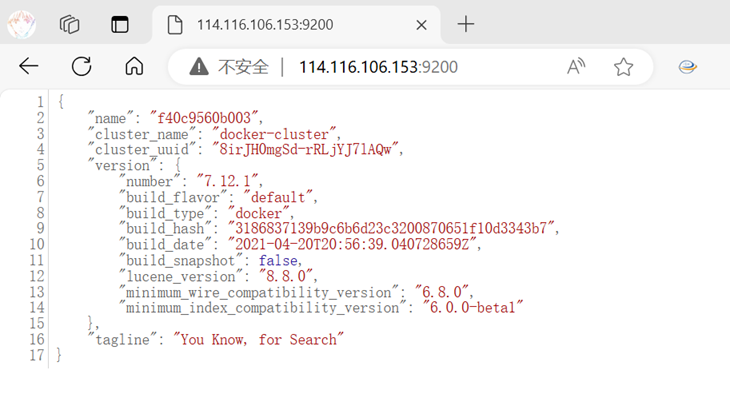 114.116.106.153:9200
不安全 | 114.116.106.153:9200
1 {
2 "name": "f40c9560b003",
3 "cluster_name": "docker-cluster",
4 "cluster_uuid": "8irJHOmgSd-rRLjYJ7lAQw",
5 "version": {
6 "number": "7.12.1",
7 "build_flavor": "default",
8 "build_type": "docker",
9 "build_hash": "3186837139b9c6b6d23c3200870651f10d3343b7",
10 "build_date": "2021-04-20T20:56:39.040728659Z",
11 "build_snapshot": false,
12 "lucene_version": "8.8.0",
13 "minimum_wire_compatibility_version": "6.8.0",
14 "minimum_index_compatibility_version": "6.0.0-beta1"
15 },
16 "tagline": "You Know, for Search"
17 }